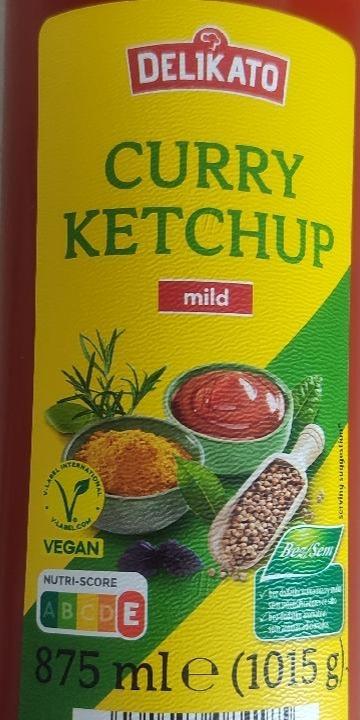 DELIKATO
CURRY
KETCHUP
mild
serving suggestion*
V-LABEL INTERNATIONAL
V-LABEL.COM
VEGAN
Bez/Sem
NUTRI-SCORE
A B C D E
875 ml e (1015 g)